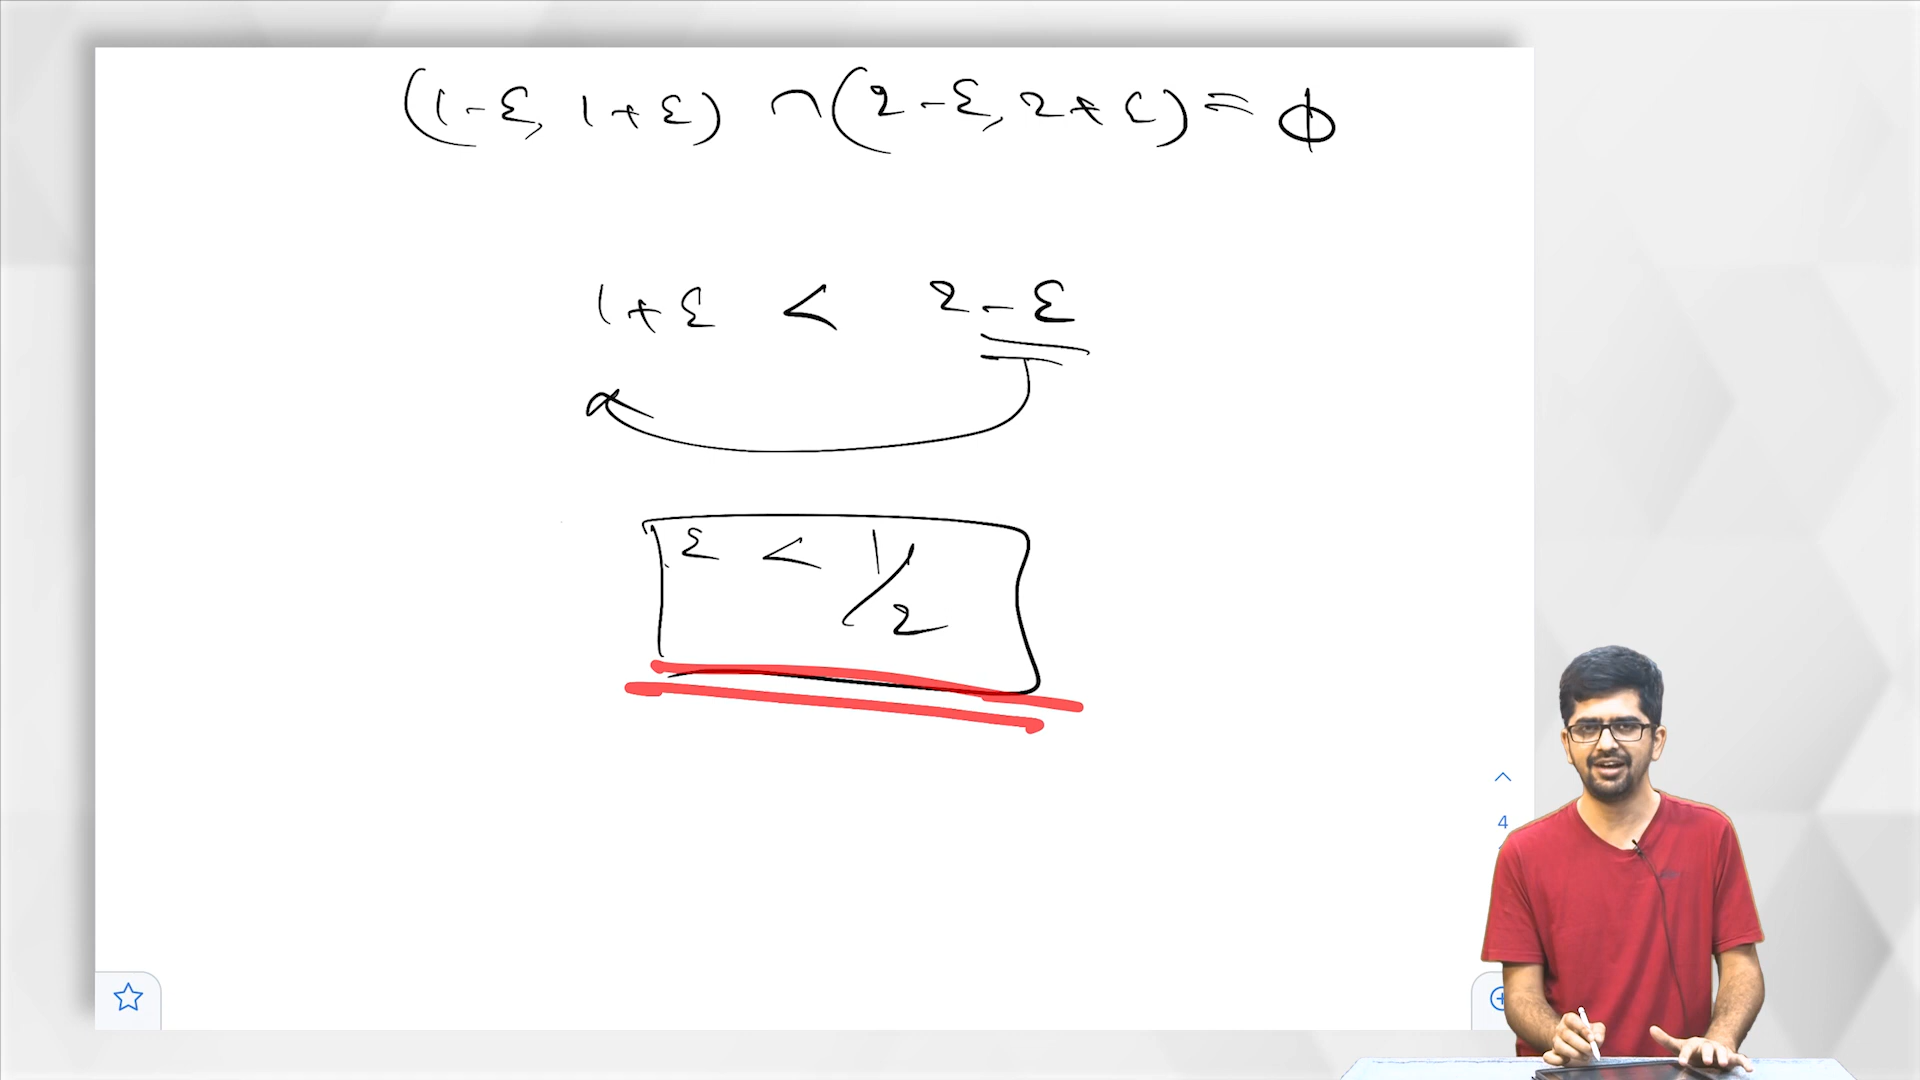 (1-ε, 1+ε) ∩ (2-ε, 2+ε) = ϕ
1+ε < 2-ε
ε < 1/2
4